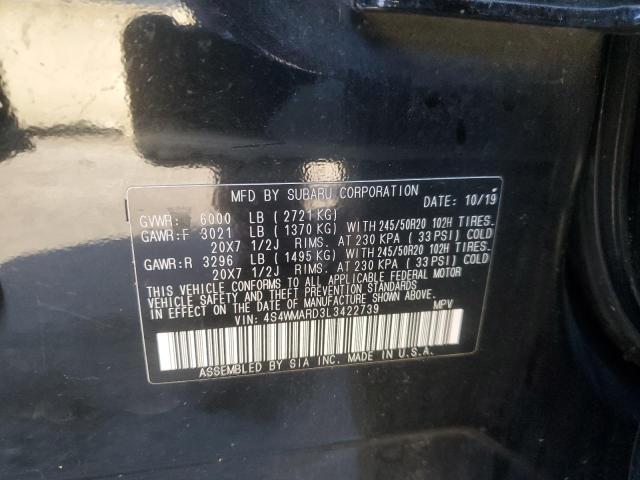 MFD BY SUBARU CORPORATION DATE: 10/19
GVWR: 6000 LB ( 2721 KG)
GAWR:F 3021 LB ( 1370 KG) WITH 245/50R20 102H TIRES.
20X7 1/2J RIMS. AT 230 KPA ( 33 PSI) COLD
GAWR:R 3296 LB ( 1495 KG) WITH 245/50R20 102H TIRES.
20X7 1/2J RIMS. AT 230 KPA ( 33 PSI) COLD
THIS VEHICLE CONFORMS TO ALL APPLICABLE FEDERAL MOTOR
VEHICLE SAFETY AND THEFT PREVENTION STANDARDS
IN EFFECT ON THE DATE OF MANUFACTURE SHOWN ABOVE.
VIN: 4S4WMARD3L3422739 MPV
ASSEMBLED BY SIA INC. MADE IN U.S.A.